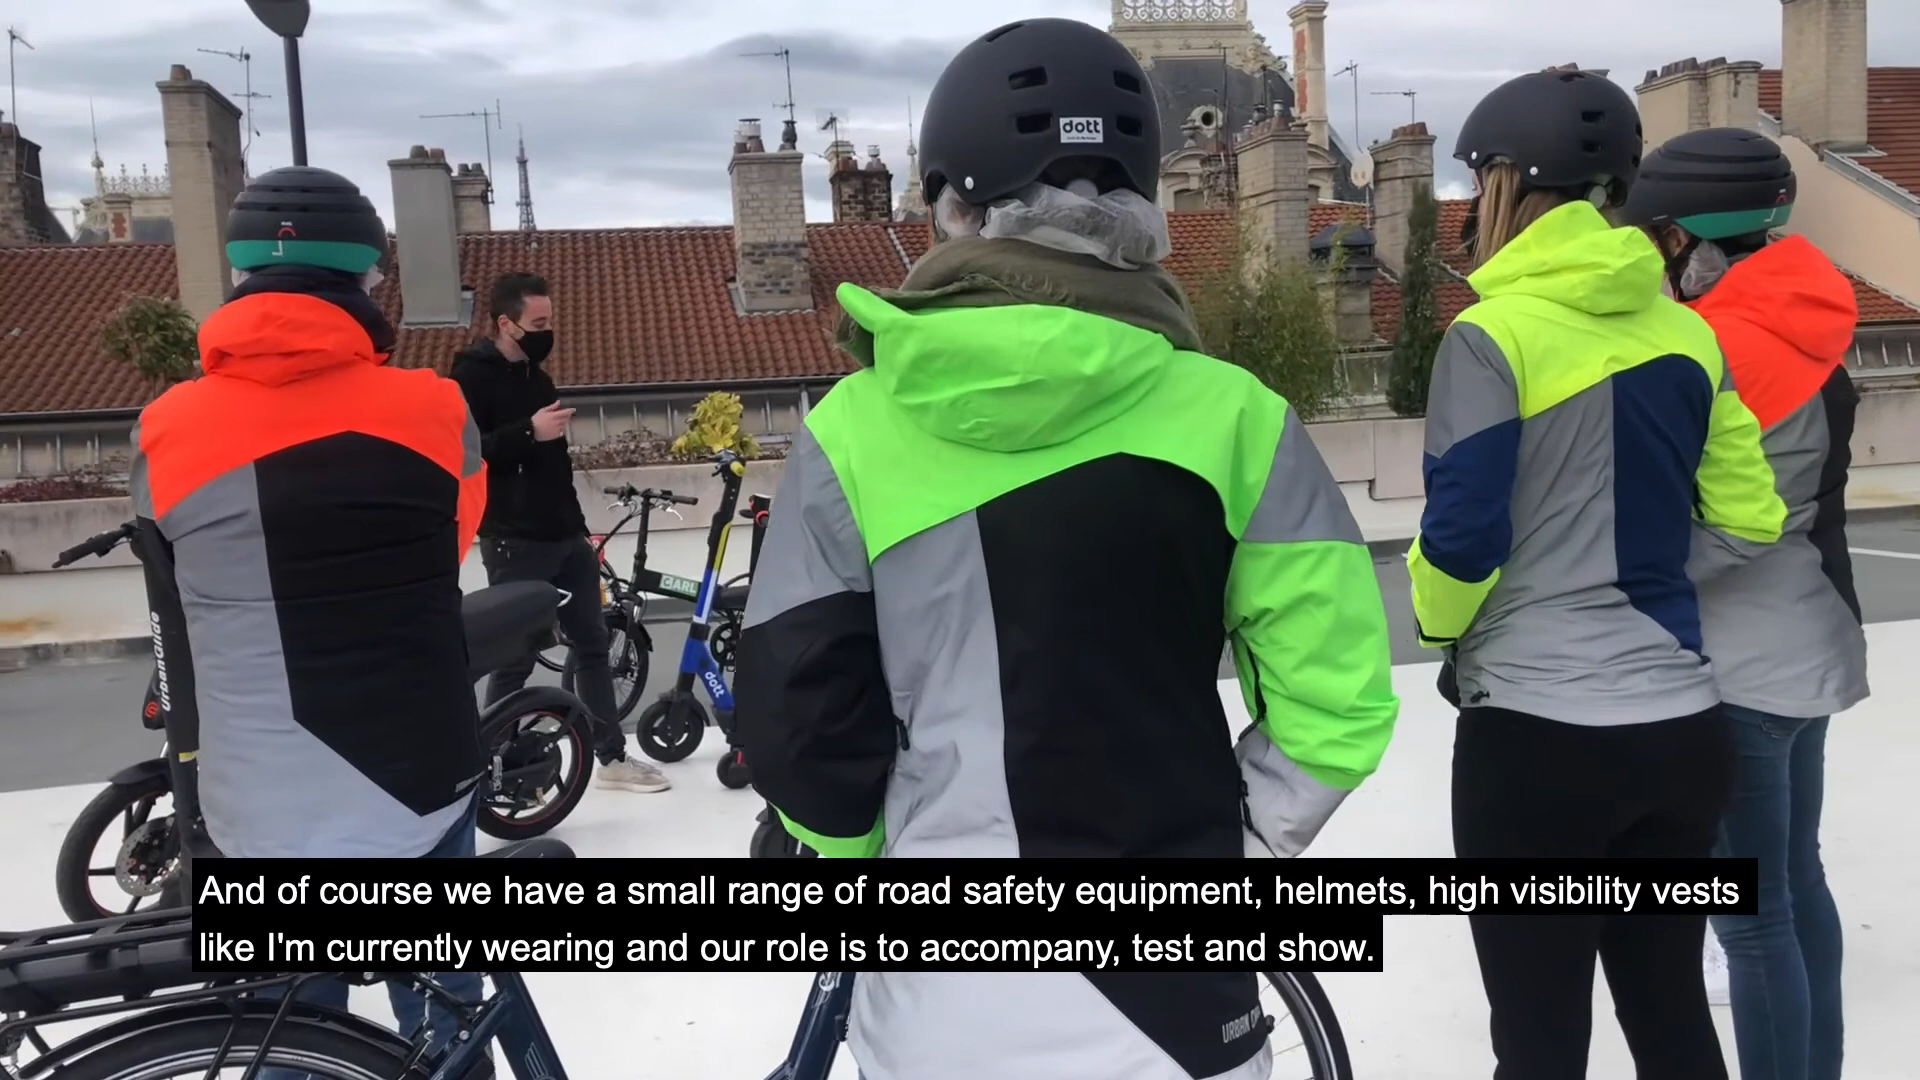 dott
CARL
UrbanGlide
dott
And of course we have a small range of road safety equipment, helmets, high visibility vests
like I'm currently wearing and our role is to accompany, test and show.